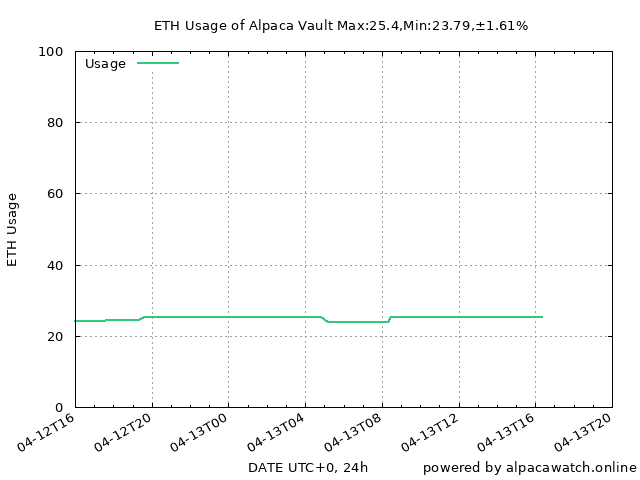 ETH Usage of Alpaca Vault Max:25.4,Min:23.79,±1.61%
Usage
100
80
60
40
20
0
ETH Usage
04-12T16
04-12T20
04-13T00
04-13T04
04-13T08
04-13T12
04-13T16
04-13T20
DATE UTC+0, 24h
powered by alpacawatch.online